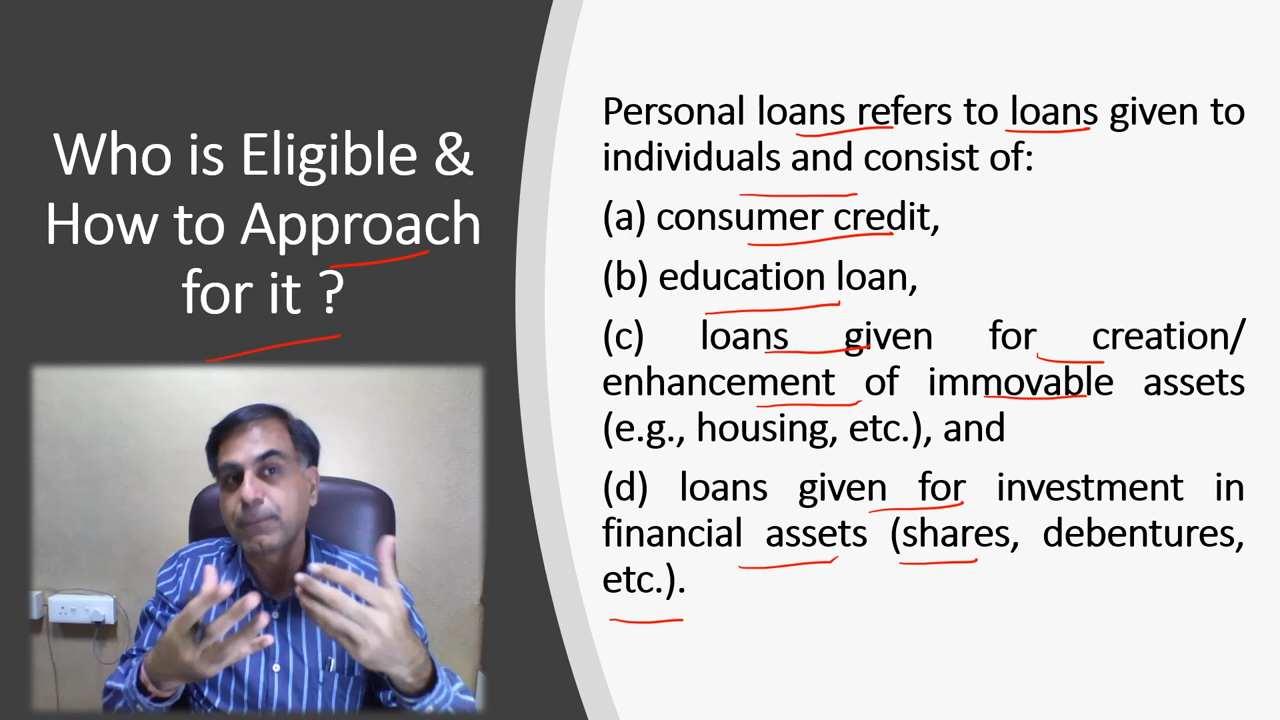 Who is Eligible &
How to Approach
for it ?
Personal loans refers to loans given to
individuals and consist of:
(a) consumer credit,
(b) education loan,
(c) loans given for creation/
enhancement of immovable assets
(e.g., housing, etc.), and
(d) loans given for investment in
financial assets (shares, debentures,
etc.).